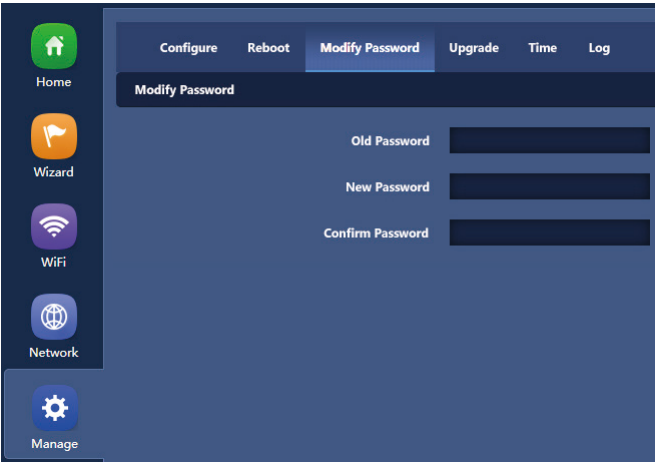 Home
Wizard
WiFi
Network
Manage
Configure Reboot Modify Password Upgrade Time Log
Modify Password
Old Password
New Password
Confirm Password